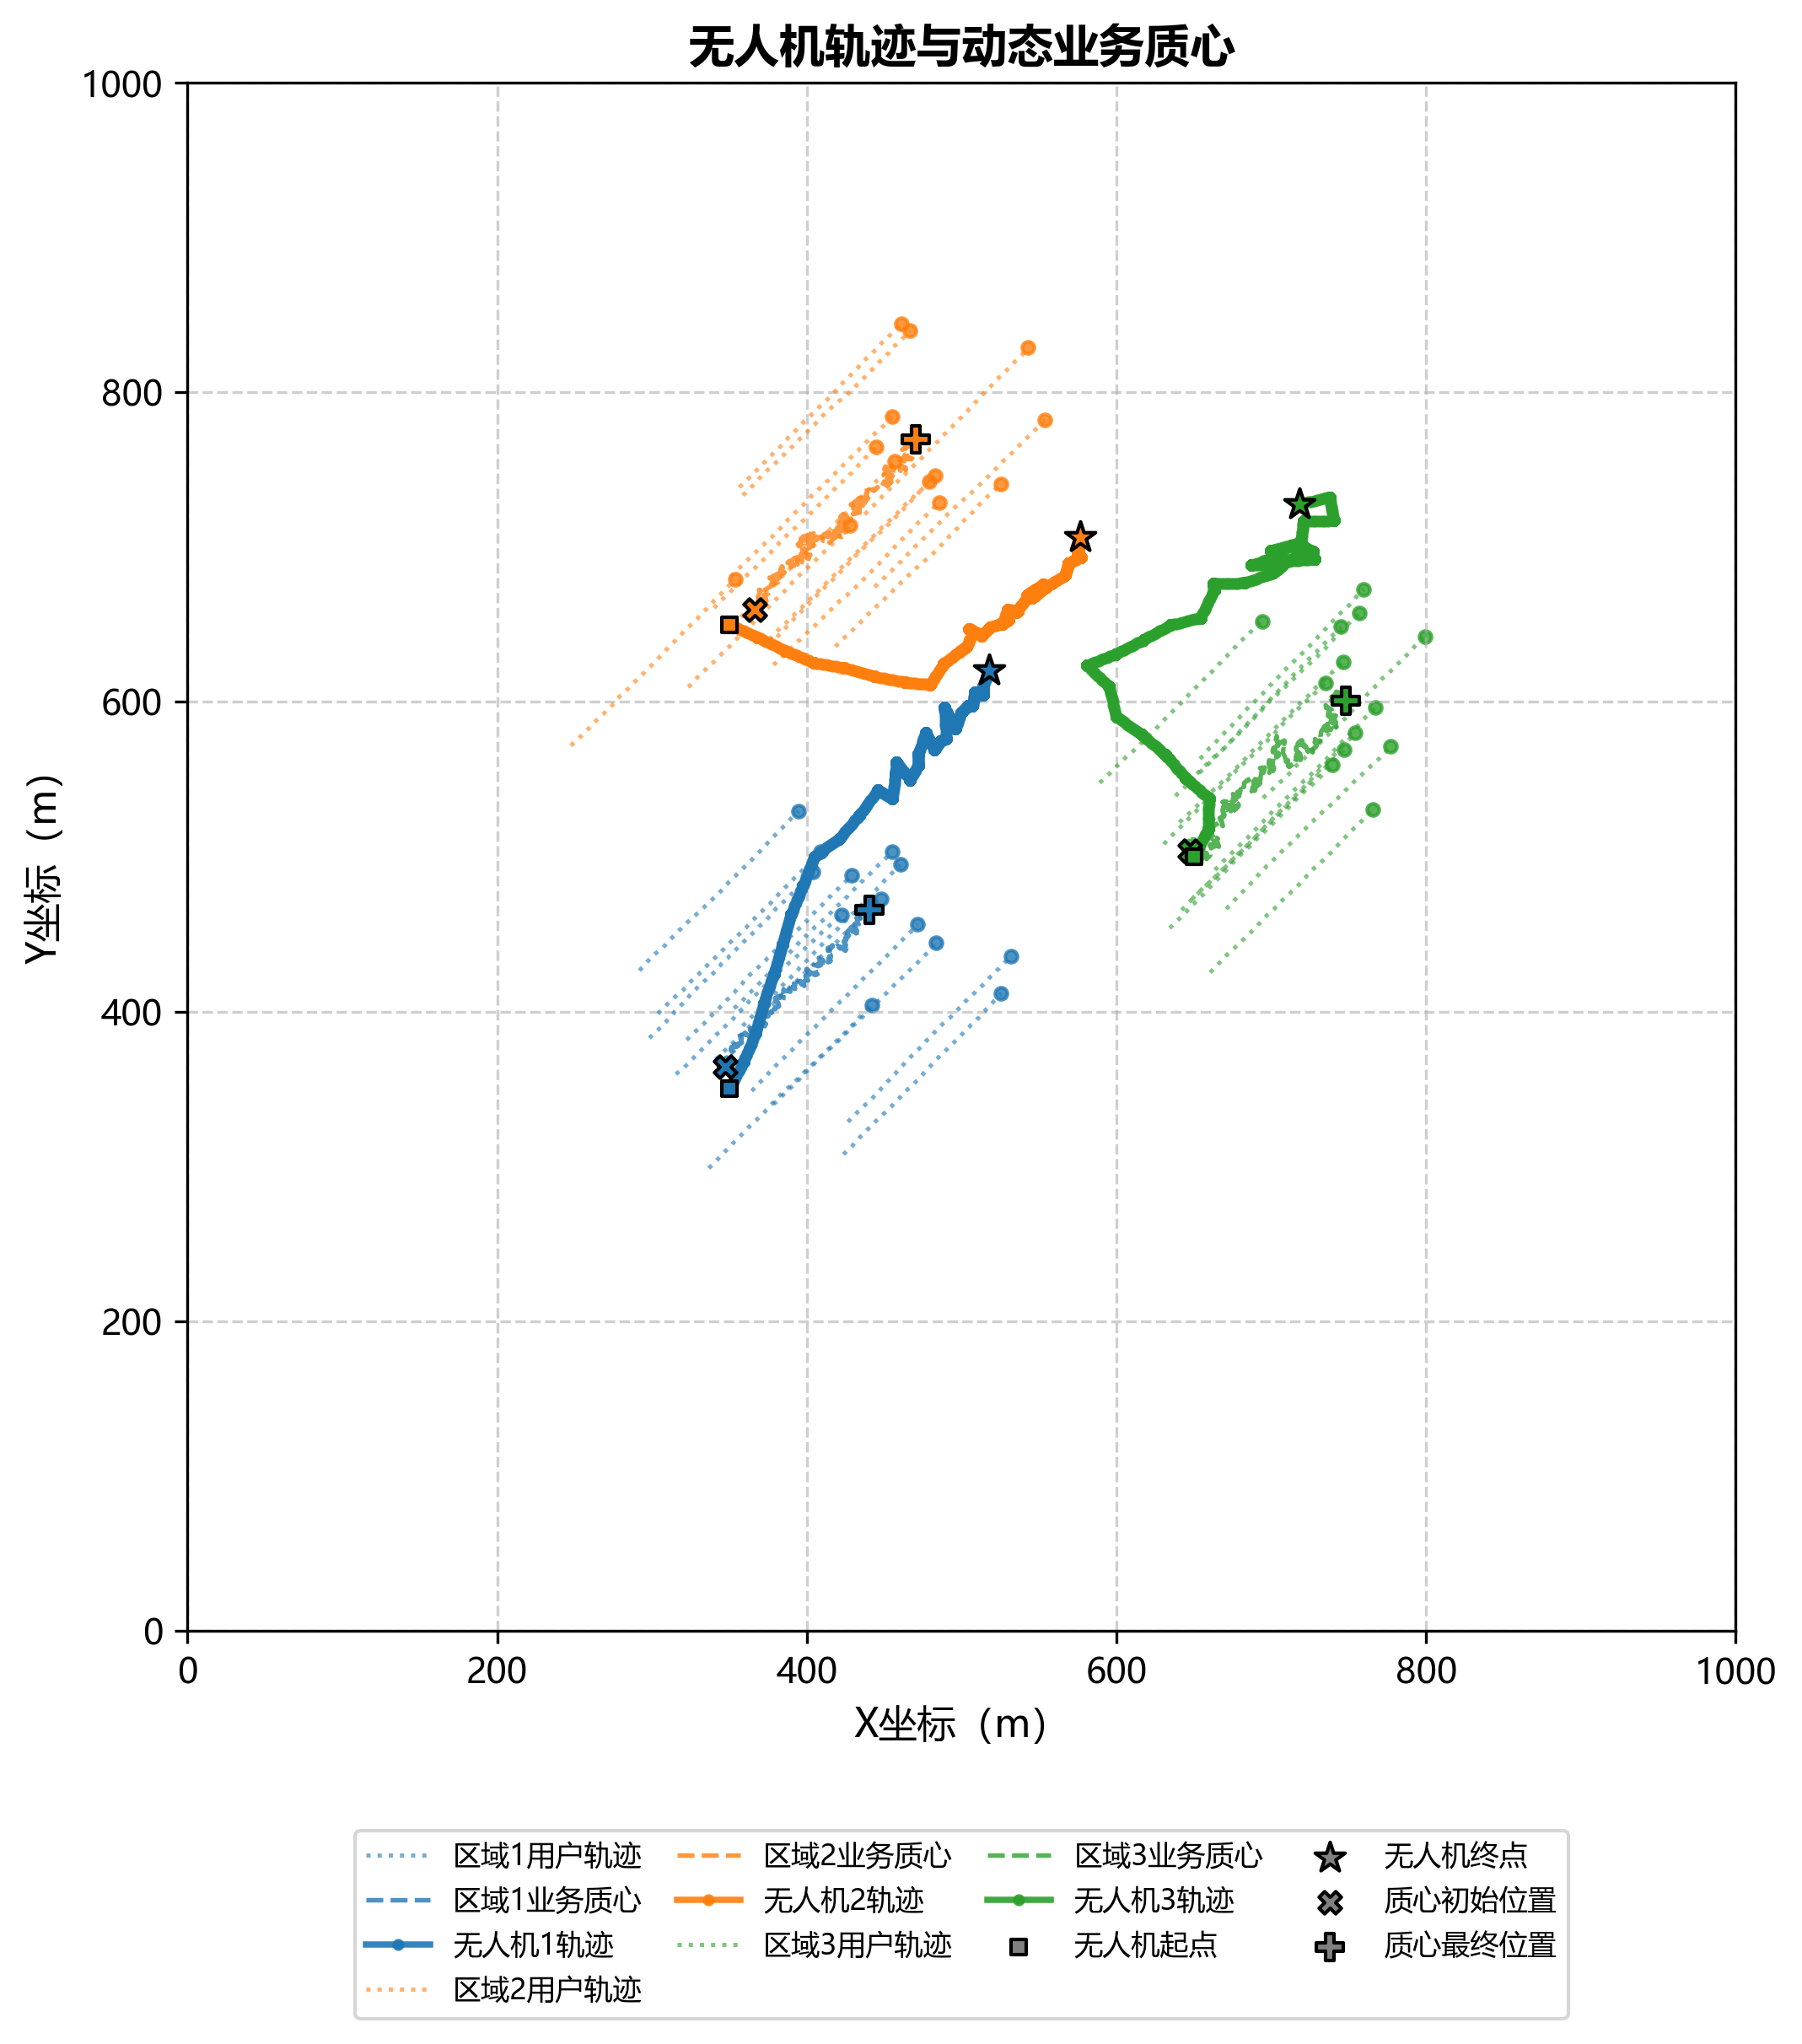 无人机轨迹与动态业务质心
1000
800
600
400
200
0
Y坐标（m）
0 200 400 600 800 1000
X坐标（m）
区域1用户轨迹 区域2业务质心 区域3业务质心 无人机终点
区域1业务质心 无人机2轨迹 无人机3轨迹 质心初始位置
无人机1轨迹 区域3用户轨迹 无人机起点 质心最终位置
区域2用户轨迹